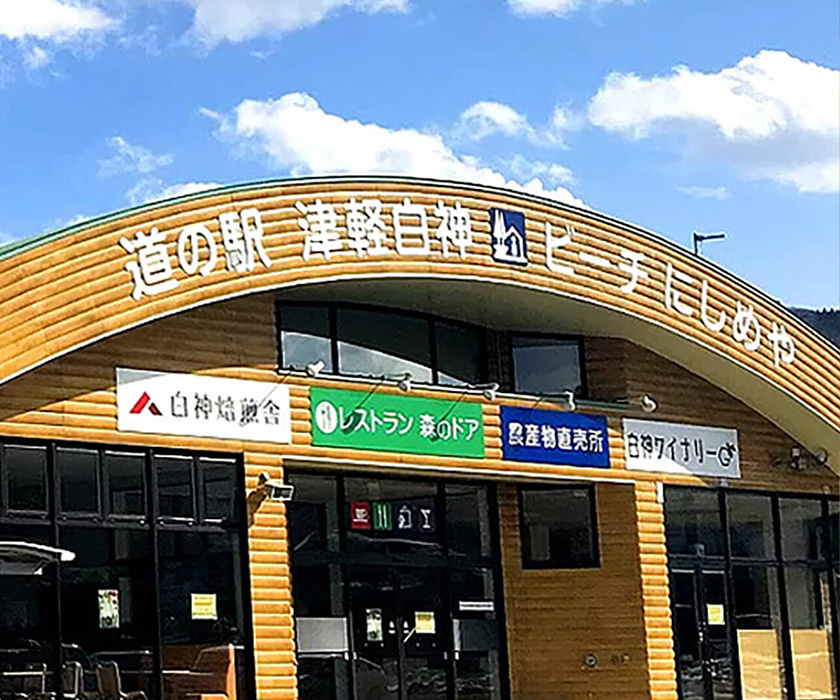 道の駅 津軽白神 ビーチにしめや
白神焙煎舎
レストラン 森のドア
農産物直売所
白神ワイナリー